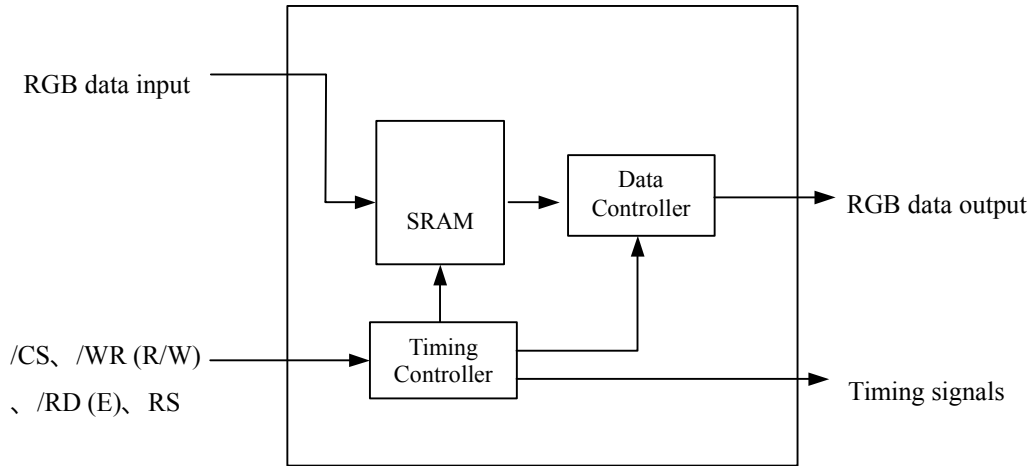 RGB data input
SRAM
Data
Controller
RGB data output
/CS、/WR (R/W)
、/RD (E)、RS
Timing
Controller
Timing signals